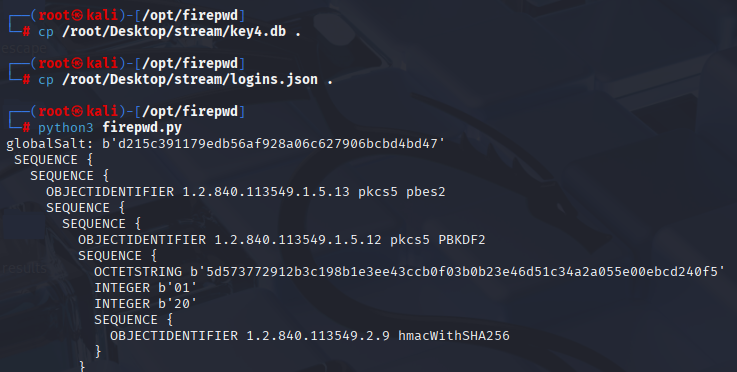 ┌──(root㉿kali)-[/opt/firepwd]
└─# cp /root/Desktop/stream/key4.db .
┌──(root㉿kali)-[/opt/firepwd]
└─# cp /root/Desktop/stream/logins.json .
┌──(root㉿kali)-[/opt/firepwd]
└─# python3 firepwd.py
globalSalt: b'd215c391179edb56af928a06c627906bcbd4bd47'
 SEQUENCE {
   SEQUENCE {
     OBJECTIDENTIFIER 1.2.840.113549.1.5.13 pkcs5 pbes2
     SEQUENCE {
       SEQUENCE {
         OBJECTIDENTIFIER 1.2.840.113549.1.5.12 pkcs5 PBKDF2
         SEQUENCE {
           OCTETSTRING b'5d573772912b3c198b1e3ee43ccb0f03b0b23e46d51c34a2a055e00ebcd240f5'
           INTEGER b'01'
           INTEGER b'20'
           SEQUENCE {
             OBJECTIDENTIFIER 1.2.840.113549.2.9 hmacWithSHA256
           }
         }